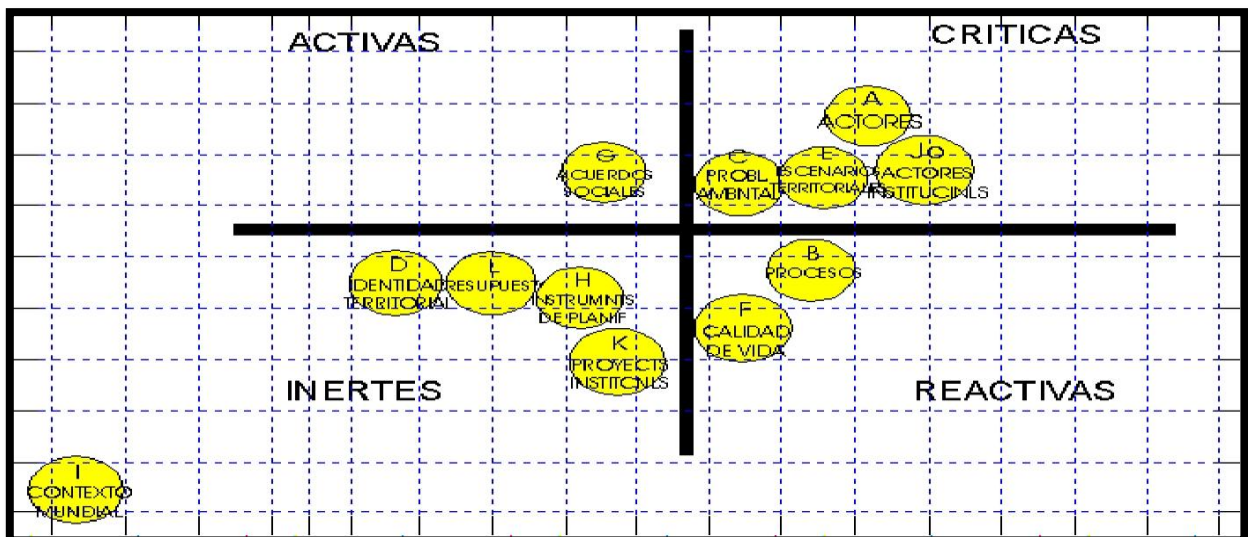 ACTIVAS
CRITICAS
A
ACTORES
G
ACUERDOS
SOCIALES
C
PROBL
AMBNTAL
E
ESCENARIOS
TERRITORIALES
Jo
FACTORES
INSTITUCINLS
D
IDENTIDAD
TERRITORIAL
L
PRESUPUESTO
H
INSTRUMNTS
DE PLANIF
B
PROCESOS
F
CALIDAD
DE VIDA
K
PROYECTS
INSTITCNLS
INERTES
REACTIVAS
I
CONTEXTO
MUNDIAL